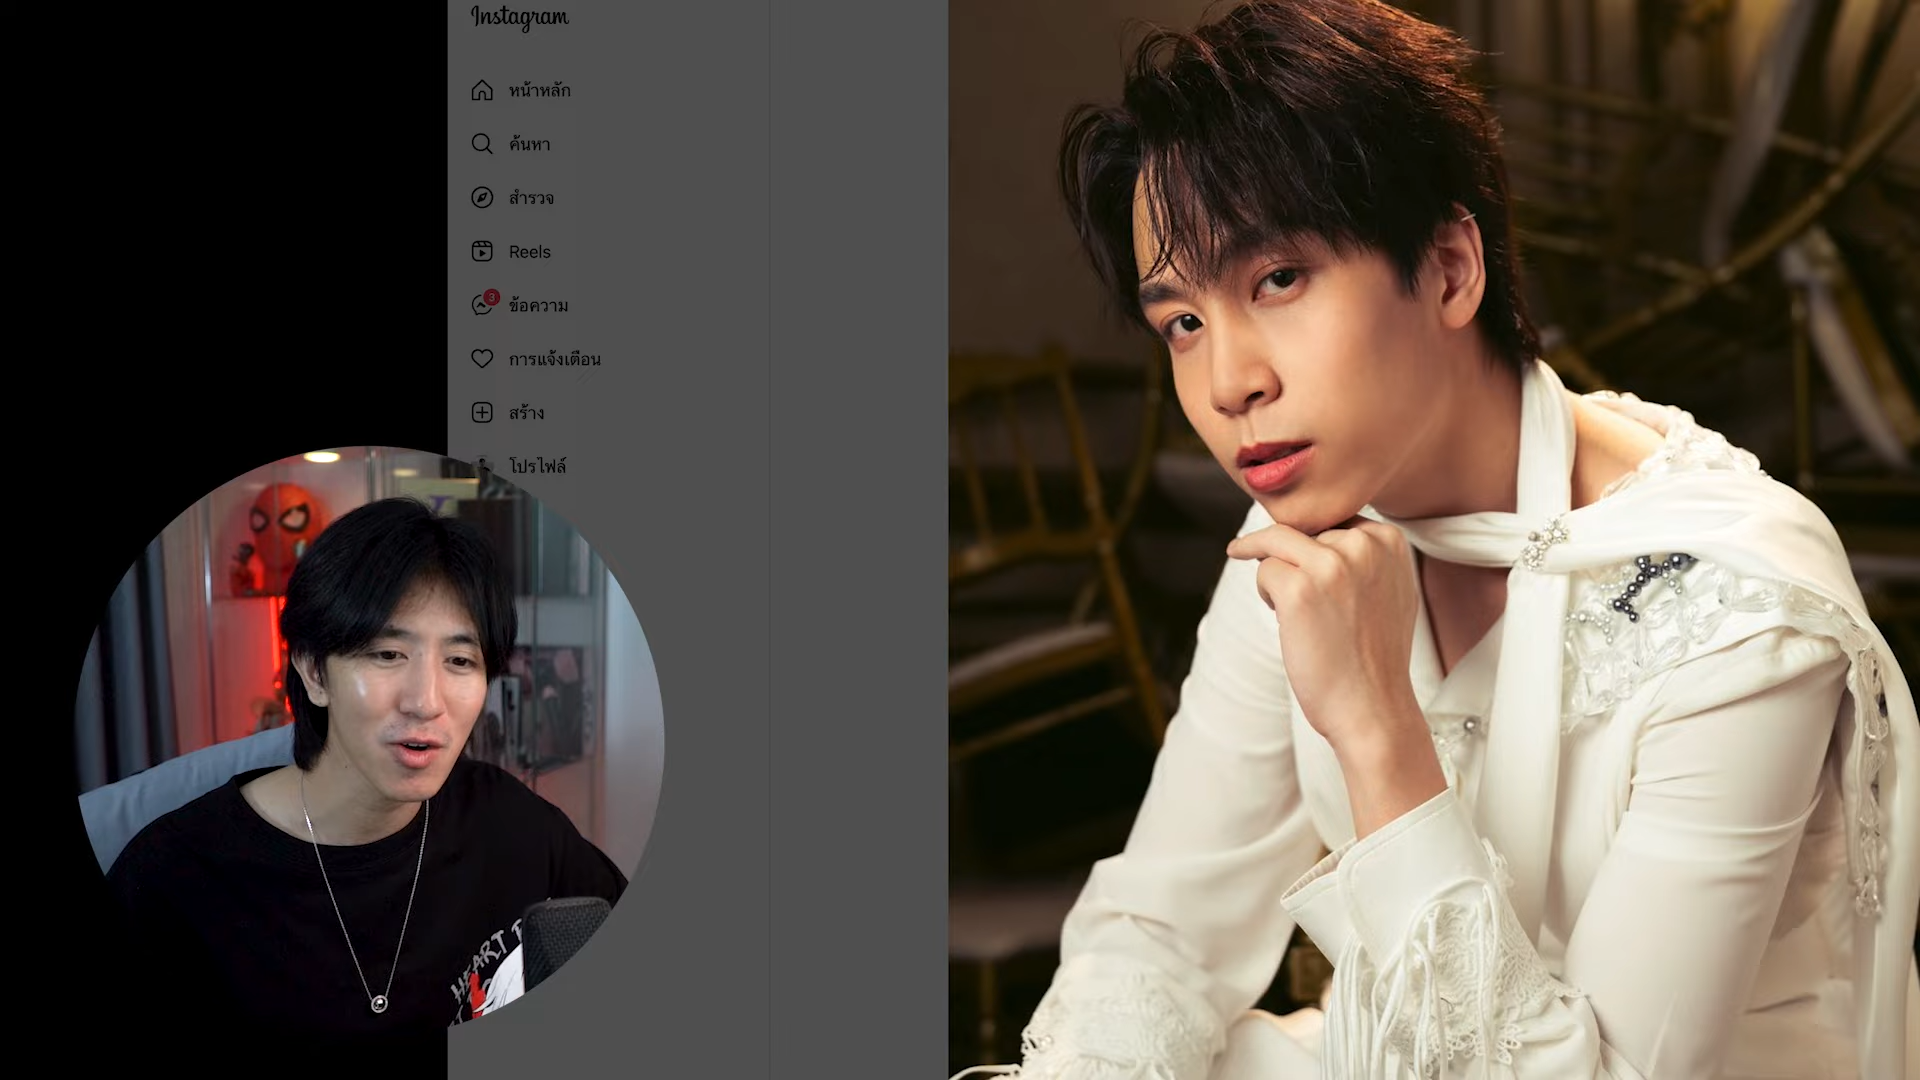 Instagram
หน้าหลัก
ค้นหา
สำรวจ
Reels
3
ข้อความ
การแจ้งเตือน
สร้าง
โปรไฟล์
HEART